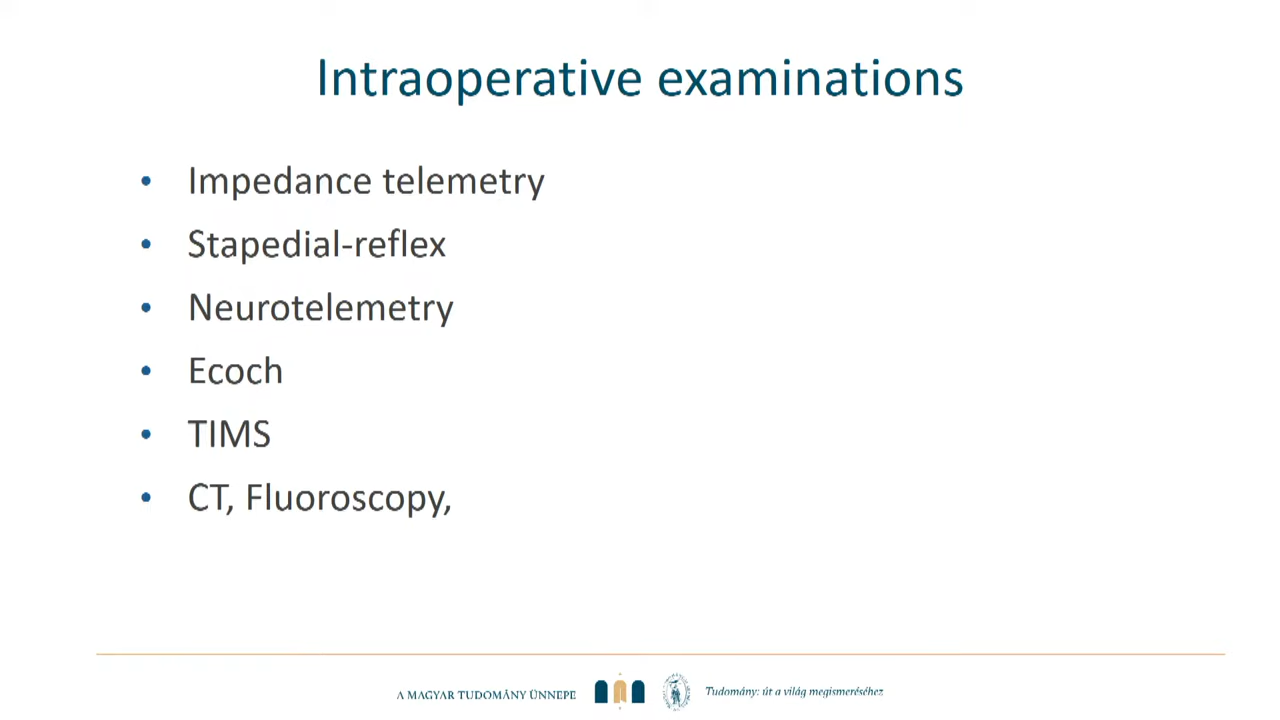 Intraoperative examinations
• Impedance telemetry
• Stapedial-reflex
• Neurotelemetry
• Ecoch
• TIMS
• CT, Fluoroscopy,
A MAGYAR TUDOMÁNY ÜNNEPE
Tudomány: út a világ megismeréséhez